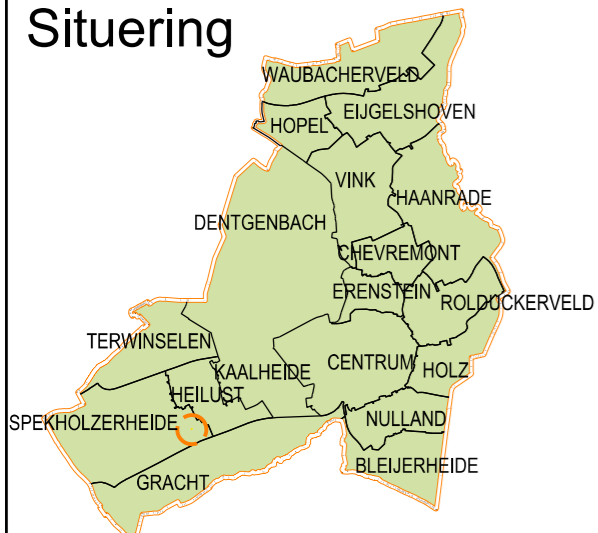 Situering
WAUBACHERVELD
EIJGELSHOVEN
HOPEL
VINK
HAANRADE
DENTGENBACH
CHEVREMONT
ERENSTEIN
ROLDUCKERVELD
TERWINSELEN
KAALHEIDE
CENTRUM
HOLZ
HEILUST
SPEKHOLZERHEIDE
NULLAND
BLEIJERHEIDE
GRACHT